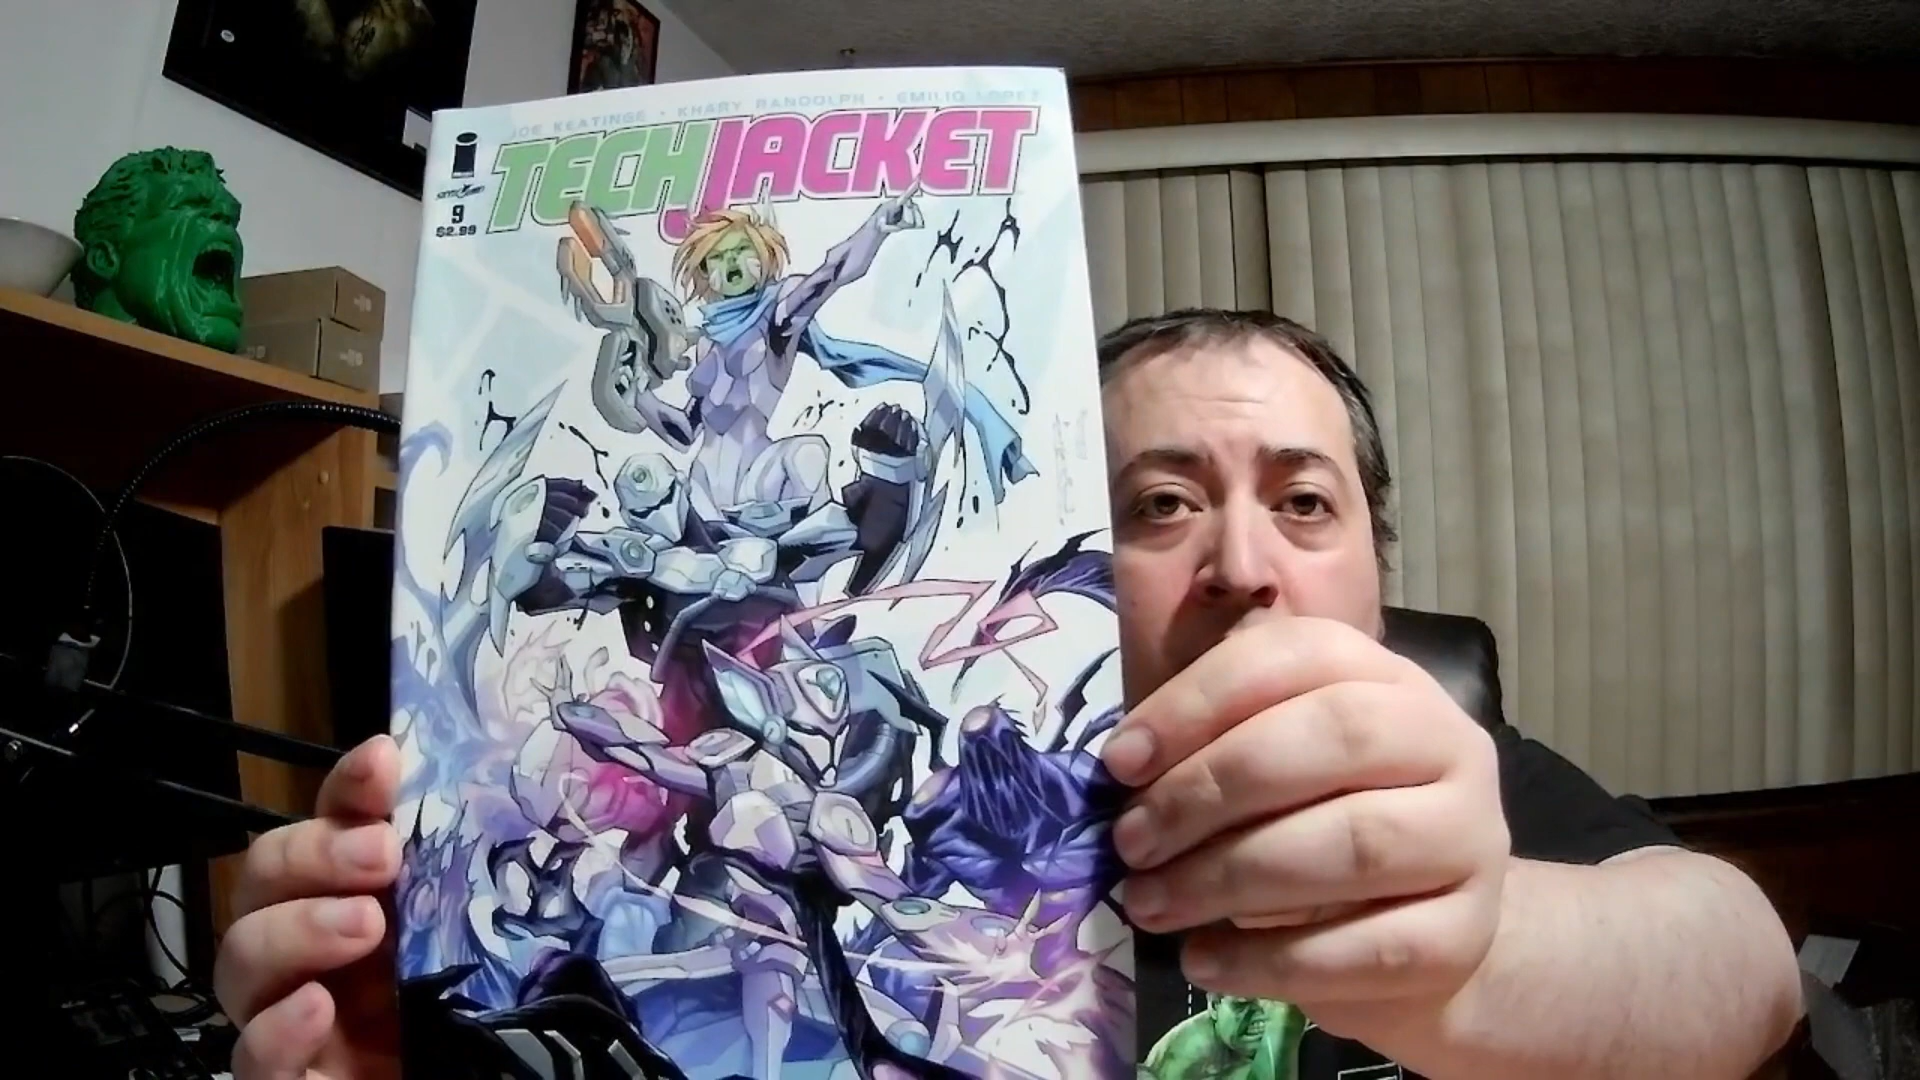 JOE KEATINGE • KHARY RANDOLPH • EMILIO LOPEZ
TECH JACKET
9
$2.99